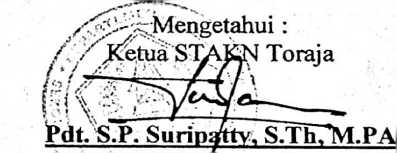 Mengetahui :
Ketua STAKN Toraja
Pdt. S.P. Suripatty, S.Th, M.PA